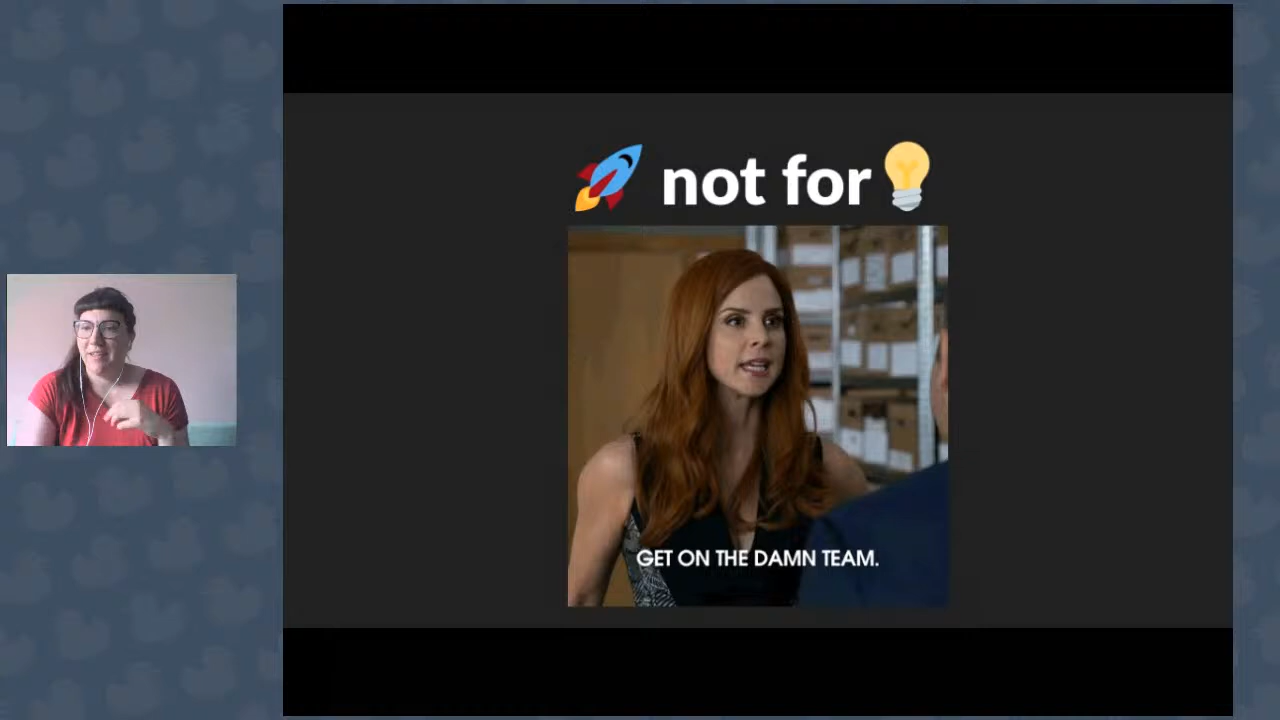 🚀 not for 💡
GET ON THE DAMN TEAM.